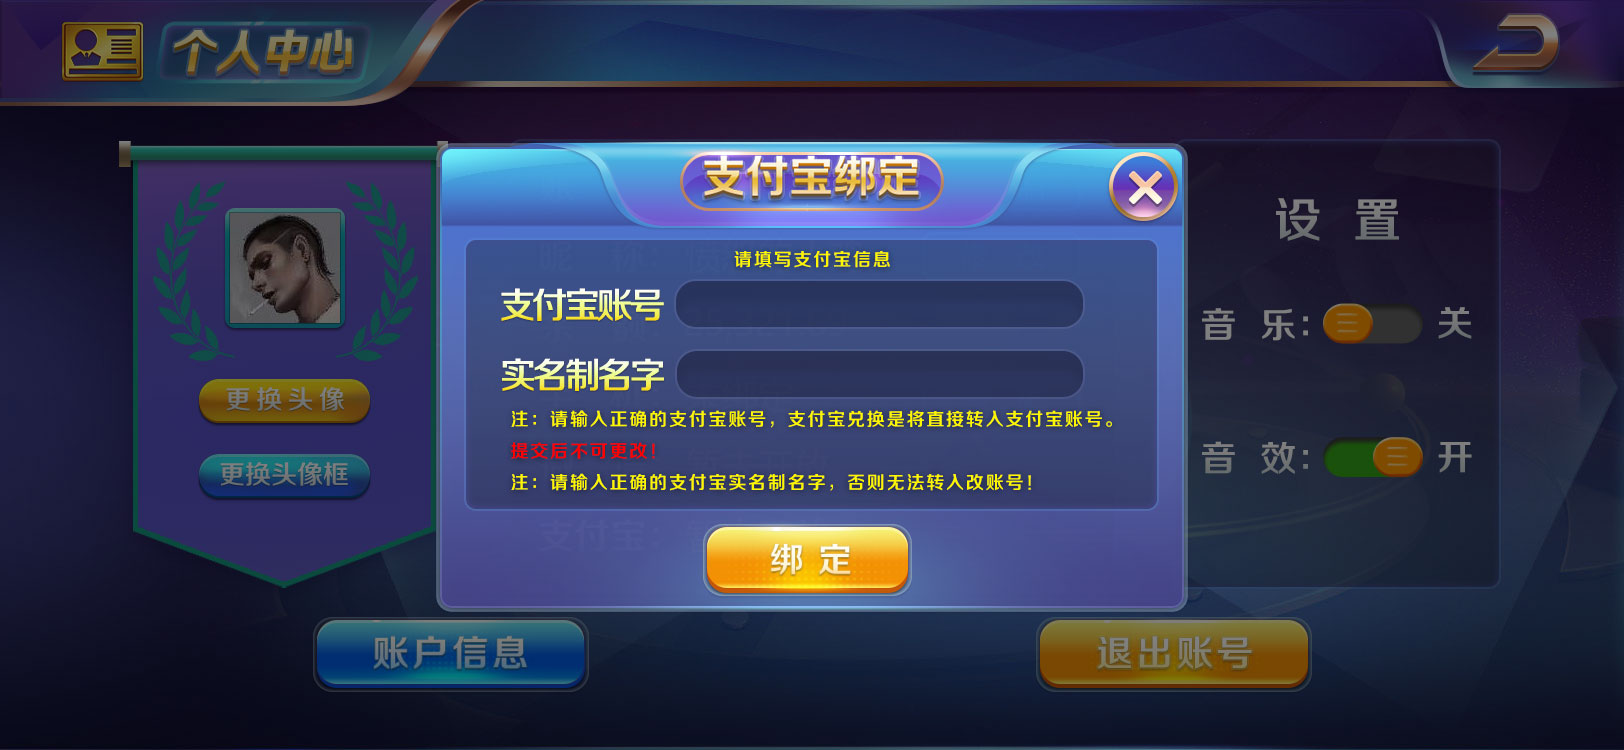 个人中心
支付宝绑定
请填写支付宝信息
支付宝账号
实名制名字
注：请输入正确的支付宝账号，支付宝兑换是将直接转入支付宝账号。
提交后不可更改！
注：请输入正确的支付宝实名制名字，否则无法转入改账号！
绑 定
更换头像
更换头像框
设 置
音 乐：
关
音 效：
开
支付宝：
账户信息
退出账号